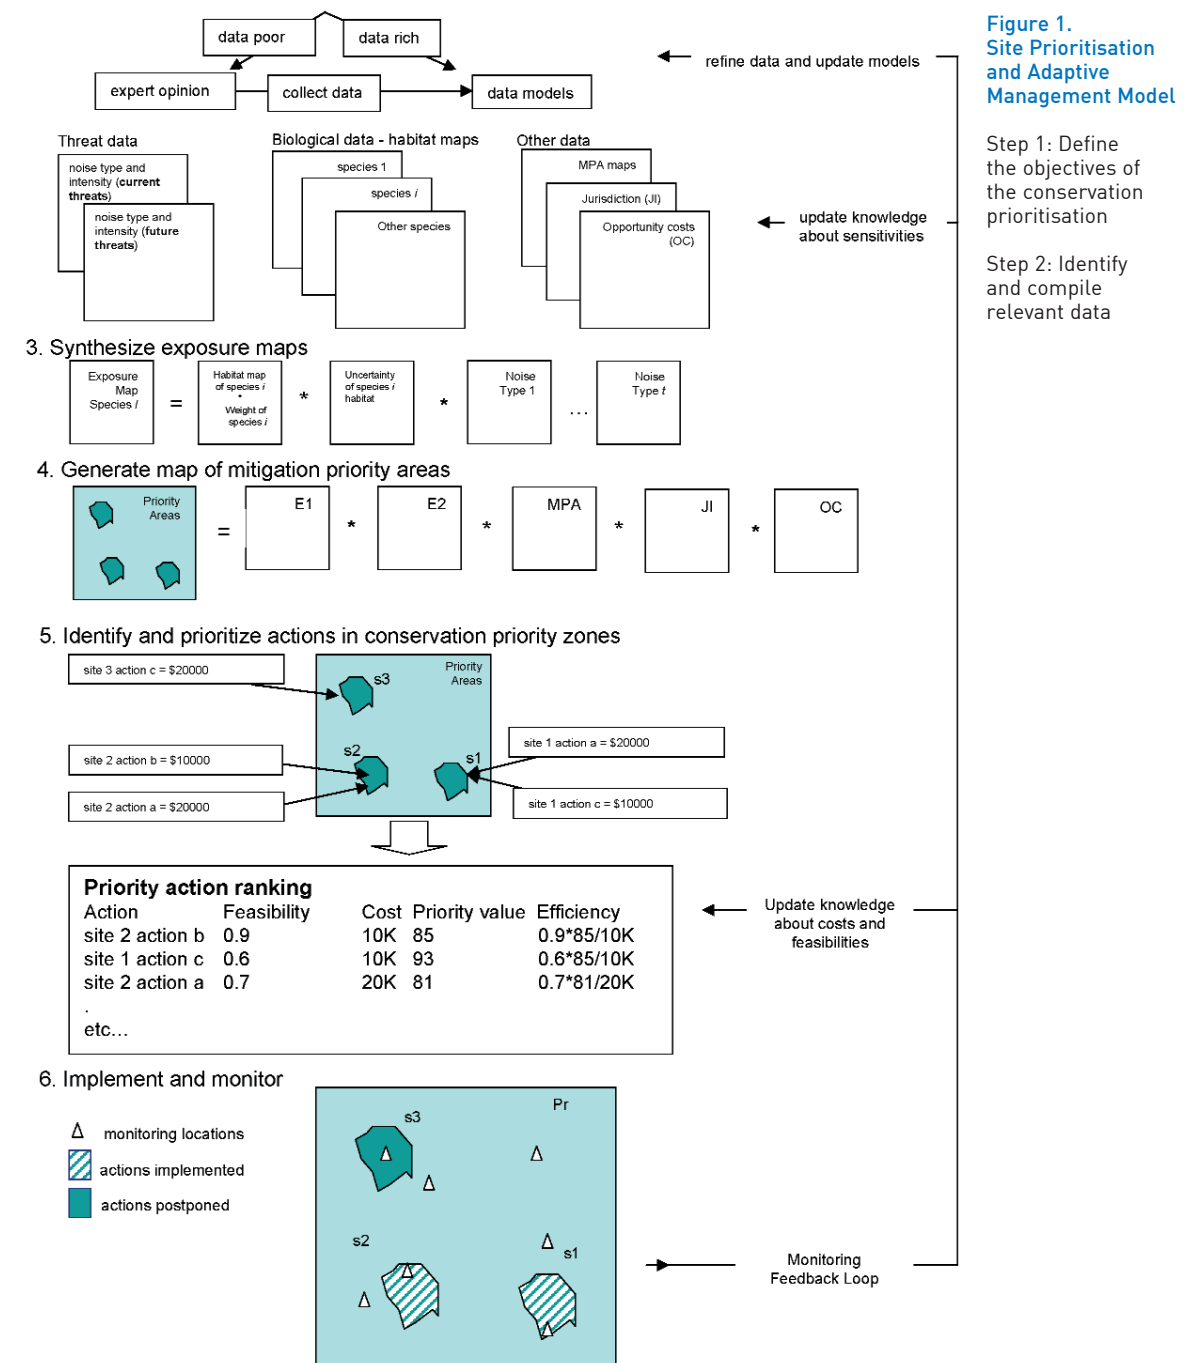 Figure 1.
Site Prioritisation
and Adaptive
Management Model
Step 1: Define
the objectives of
the conservation
prioritisation
Step 2: Identify
and compile
relevant data
data poor
data rich
expert opinion
collect data
data models
refine data and update models
Threat data
noise type and
intensity (current
threats)
noise type and
intensity (future
threats)
Biological data - habitat maps
species 1
species i
Other species
Other data
MPA maps
Jurisdiction (JI)
Opportunity costs
(OC)
update knowledge
about sensitivities
3. Synthesize exposure maps
Exposure
Map
Species i
=
Habitat map
of species i
*
Weight of
species i
*
Uncertainty
of species i
habitat
*
Noise
Type 1
...
Noise
Type t
4. Generate map of mitigation priority areas
Priority
Areas
=
E1
*
E2
*
MPA
*
JI
*
OC
5. Identify and prioritize actions in conservation priority zones
site 3 action c = $20000
site 2 action b = $10000
site 2 action a = $20000
Priority
Areas
s3
s2
s1
site 1 action a = $20000
site 1 action c = $10000
Priority action ranking
Action Feasibility Cost Priority value Efficiency
site 2 action b 0.9 10K 85 0.9*85/10K
site 1 action c 0.6 10K 93 0.6*85/10K
site 2 action a 0.7 20K 81 0.7*81/20K
.
etc...
Update knowledge
about costs and
feasibilities
6. Implement and monitor
monitoring locations
actions implemented
actions postponed
Pr
s3
s2
s1
Monitoring
Feedback Loop